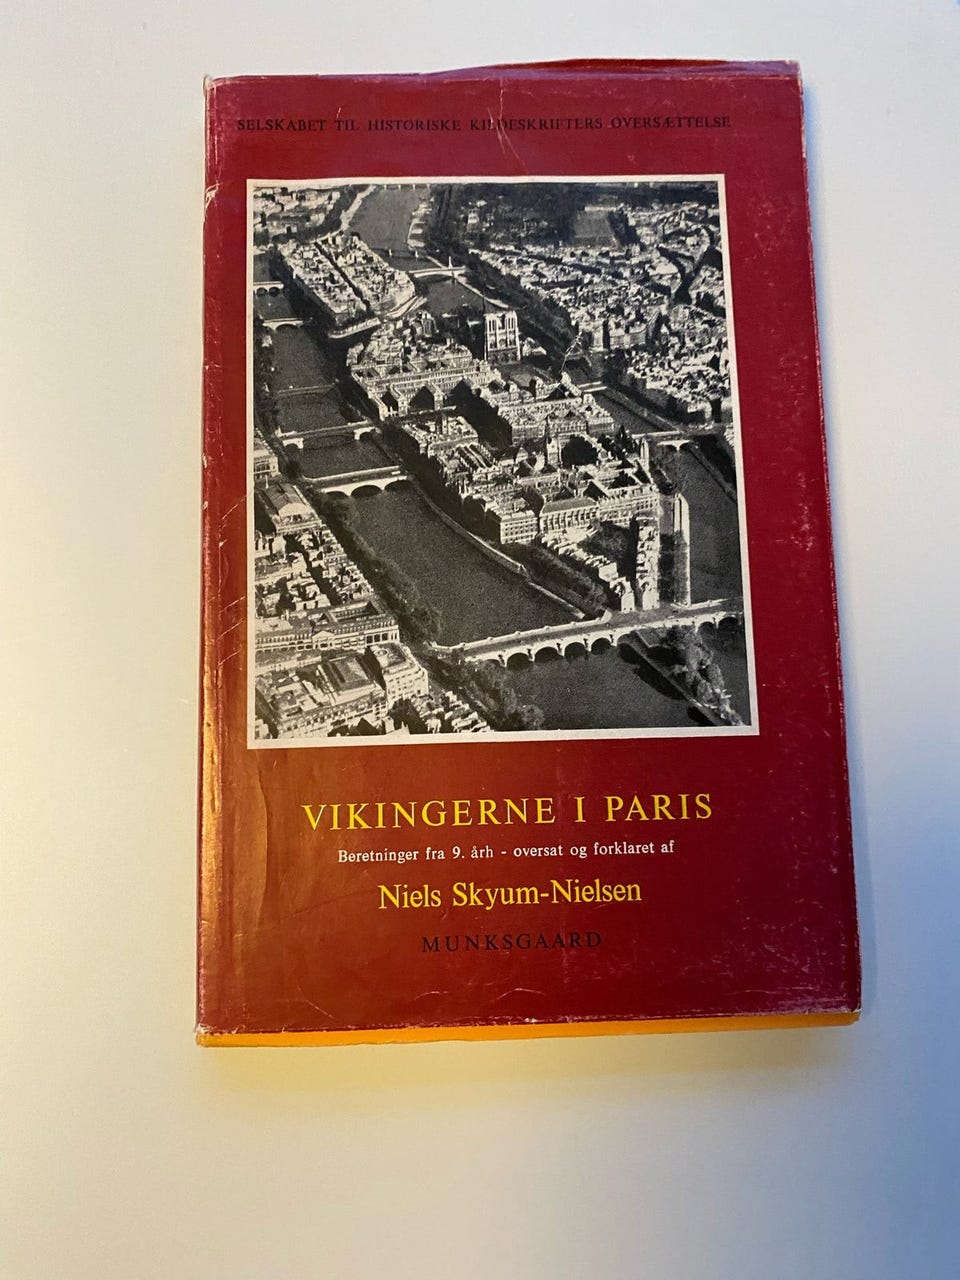 SELSKABET TIL HISTORISKE KILDESKRIFTERS OVERSÆTTELSE
VIKINGERNE I PARIS
Beretninger fra 9. årh - oversat og forklaret af
Niels Skyum-Nielsen
MUNKSGAARD